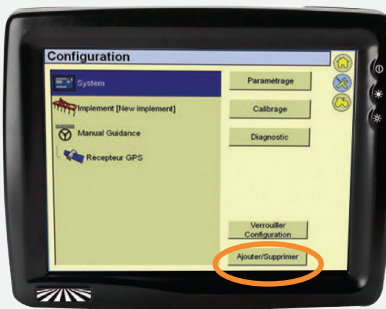 Configuration
System
Implement [New implement]
Manual Guidance
Recepteur GPS
Parametrage
Calibrage
Diagnostic
Verrouiller
Configuration
Ajouter/Supprimer